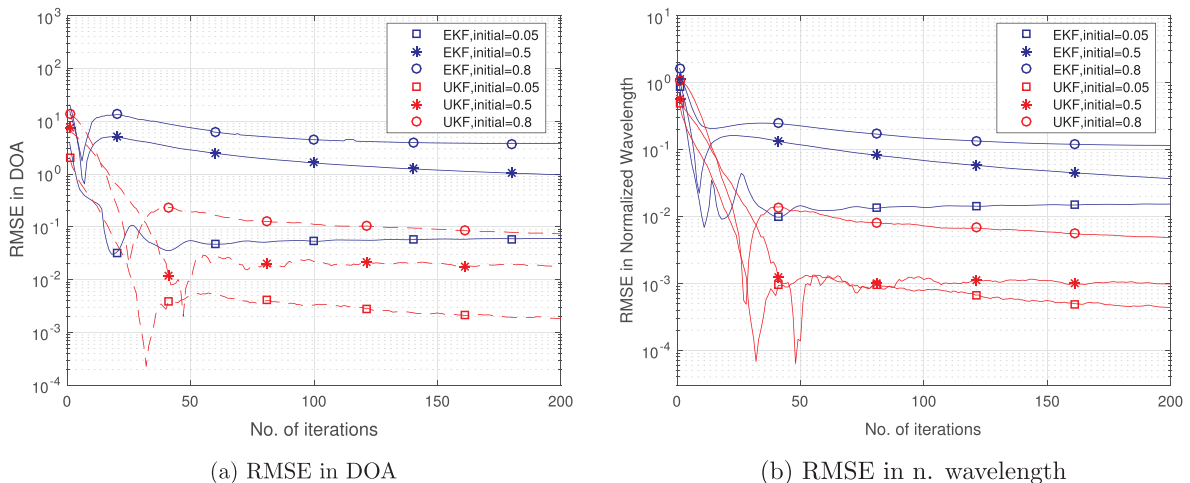 10^3
10^2
10^1
10^0
10^-1
10^-2
10^-3
10^-4
RMSE in DOA
0 50 100 150 200
No. of iterations
EKF,initial=0.05
EKF,initial=0.5
EKF,initial=0.8
UKF,initial=0.05
UKF,initial=0.5
UKF,initial=0.8
(a) RMSE in DOA
10^1
10^0
10^-1
10^-2
10^-3
10^-4
RMSE in Normalized Wavelength
0 50 100 150 200
No. of iterations
EKF,initial=0.05
EKF,initial=0.5
EKF,initial=0.8
UKF,initial=0.05
UKF,initial=0.5
UKF,initial=0.8
(b) RMSE in n. wavelength